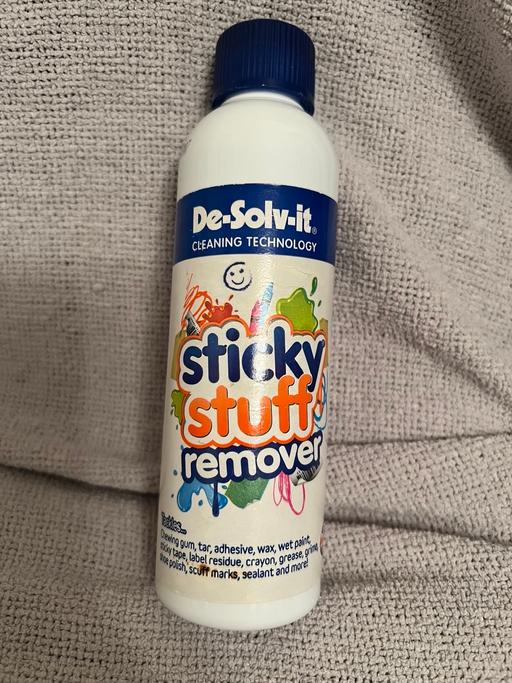 De-Solv-it®
CLEANING TECHNOLOGY
sticky
stuff
remover
Tackles...
Chewing gum, tar, adhesive, wax, wet paint,
sticky tape, label residue, crayon, grease, grime,
shoe polish, scuff marks, sealant and more!